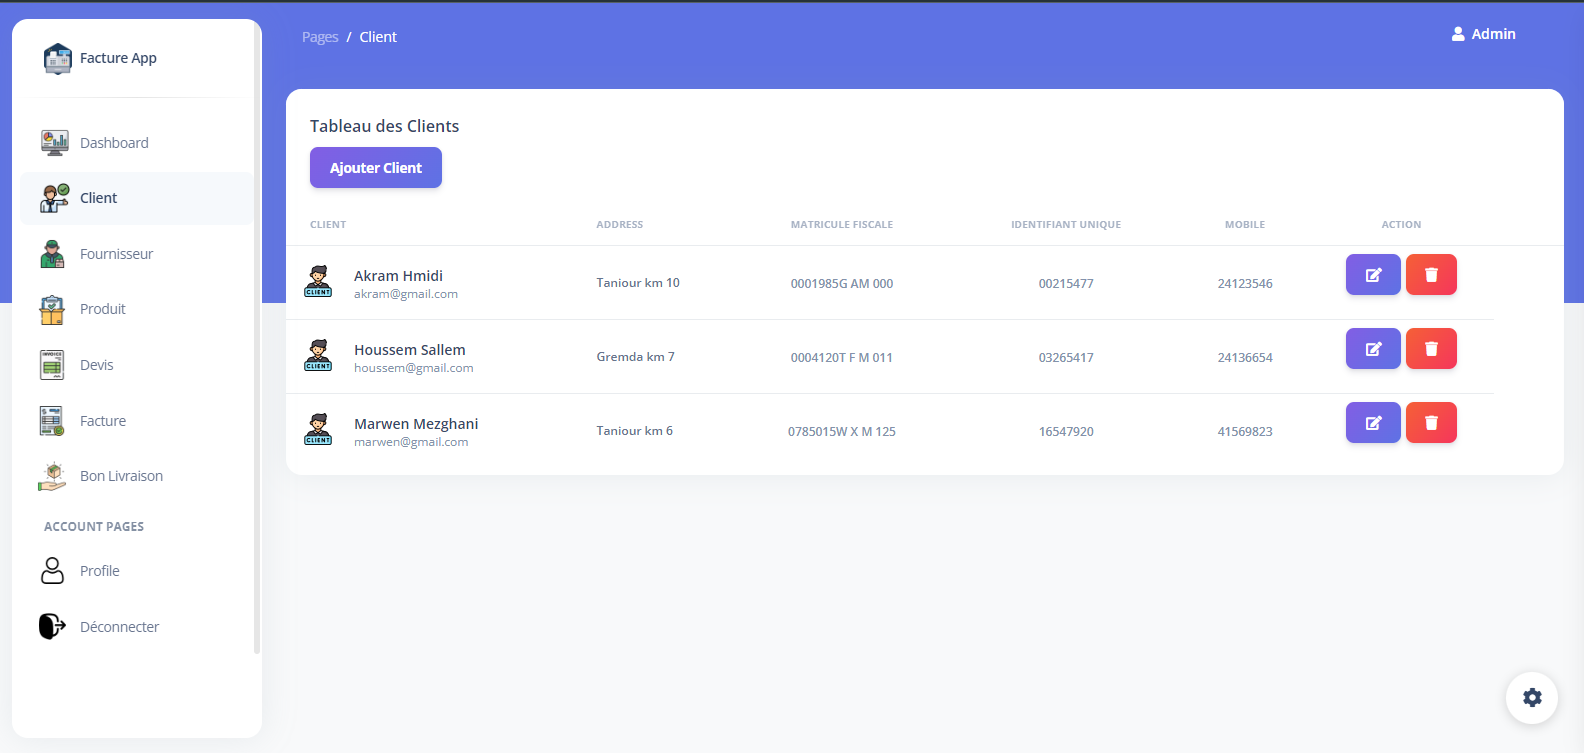 Facture App
Dashboard
Client
Fournisseur
Produit
Devis
Facture
Bon Livraison
ACCOUNT PAGES
Profile
Déconnecter
Pages / Client
Admin
Tableau des Clients
Ajouter Client
CLIENT ADDRESS MATRICULE FISCALE IDENTIFIANT UNIQUE MOBILE ACTION
CLIENT Akram Hmidi Taniour km 10 0001985G AM 000 00215477 24123546
akram@gmail.com
CLIENT Houssem Sallem Gremda km 7 0004120T F M 011 03265417 24136654
houssem@gmail.com
CLIENT Marwen Mezghani Taniour km 6 0785015W X M 125 16547920 41569823
marwen@gmail.com